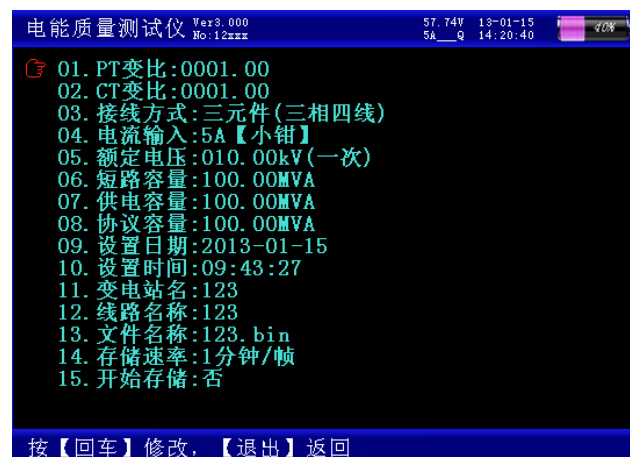 电能质量测试仪 Ver3.000 57.74V 13-01-15
No:12xxx 5A__Q 14:20:40 40%
01.PT变比:0001.00
02.CT变比:0001.00
03.接线方式:三元件(三相四线)
04.电流输入:5A【小钳】
05.额定电压:010.00kV(一次)
06.短路容量:100.00MVA
07.供电容量:100.00MVA
08.协议容量:100.00MVA
09.设置日期:2013-01-15
10.设置时间:09:43:27
11.变电站名:123
12.线路名称:123
13.文件名称:123.bin
14.存储速率:1分钟/帧
15.开始存储:否
按【回车】修改,【退出】返回